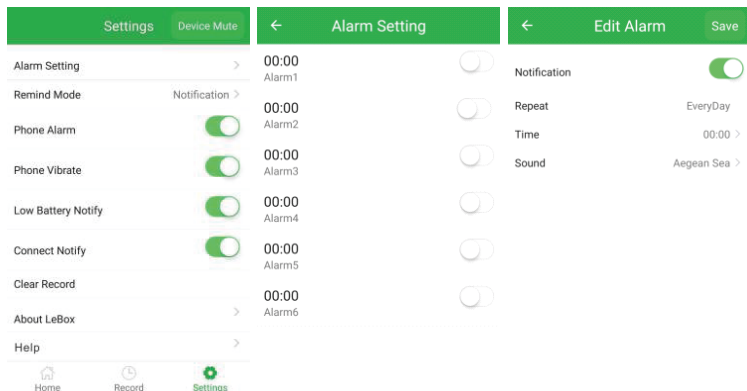 Settings
Device Mute
Alarm Setting
Remind Mode
Notification
Phone Alarm
Phone Vibrate
Low Battery Notify
Connect Notify
Clear Record
About LeBox
Help
Home
Record
Settings
Alarm Setting
00:00
Alarm1
00:00
Alarm2
00:00
Alarm3
00:00
Alarm4
00:00
Alarm5
00:00
Alarm6
Edit Alarm
Save
Notification
Repeat
EveryDay
Time
00:00
Sound
Aegean Sea